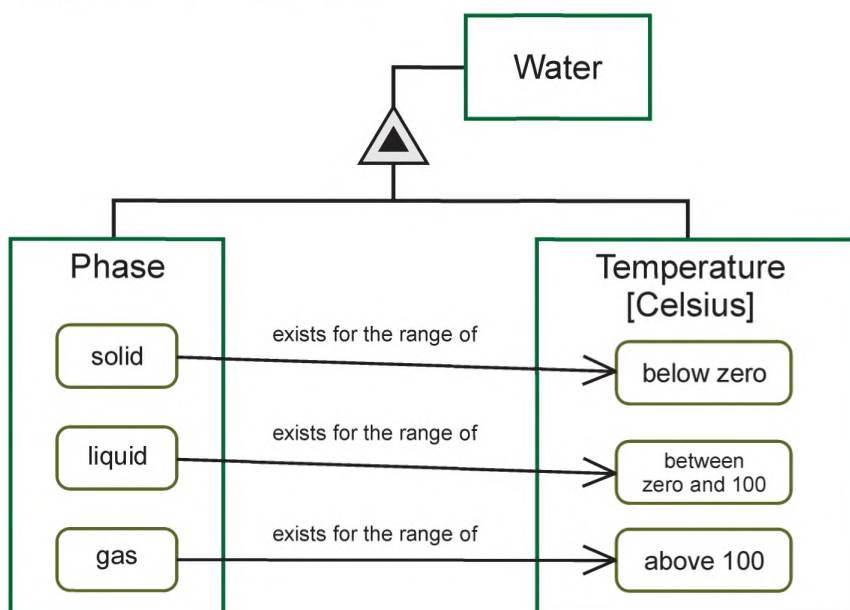 Water
Phase
Temperature
[Celsius]
solid
exists for the range of
below zero
liquid
exists for the range of
between
zero and 100
gas
exists for the range of
above 100